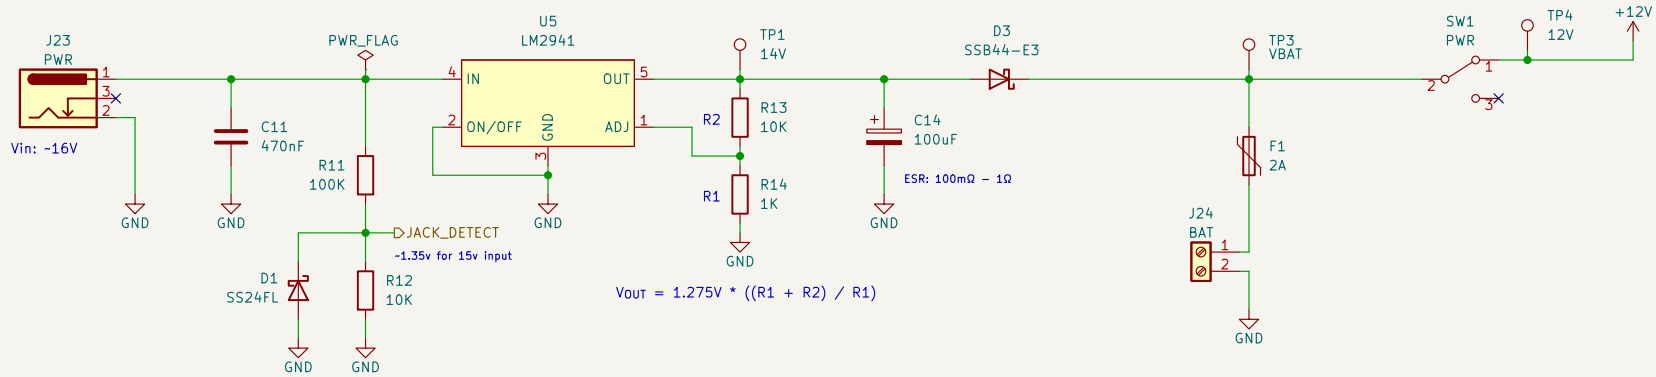 J23
PWR
1
3
2
Vin: ~16V
C11
470nF
GND
GND
PWR_FLAG
R11
100K
JACK_DETECT
~1.35v for 15v input
D1
SS24FL
R12
10K
GND
GND
U5
LM2941
4
IN
OUT
5
2
ON/OFF
GND
ADJ
1
3
GND
TP1
14V
R2
R13
10K
R1
R14
1K
GND
VOUT = 1.275V * ((R1 + R2) / R1)
C14
100uF
+
ESR: 100mΩ - 1Ω
GND
D3
SSB44-E3
TP3
VBAT
F1
2A
J24
BAT
1
2
GND
SW1
PWR
1
2
3
TP4
12V
+12V